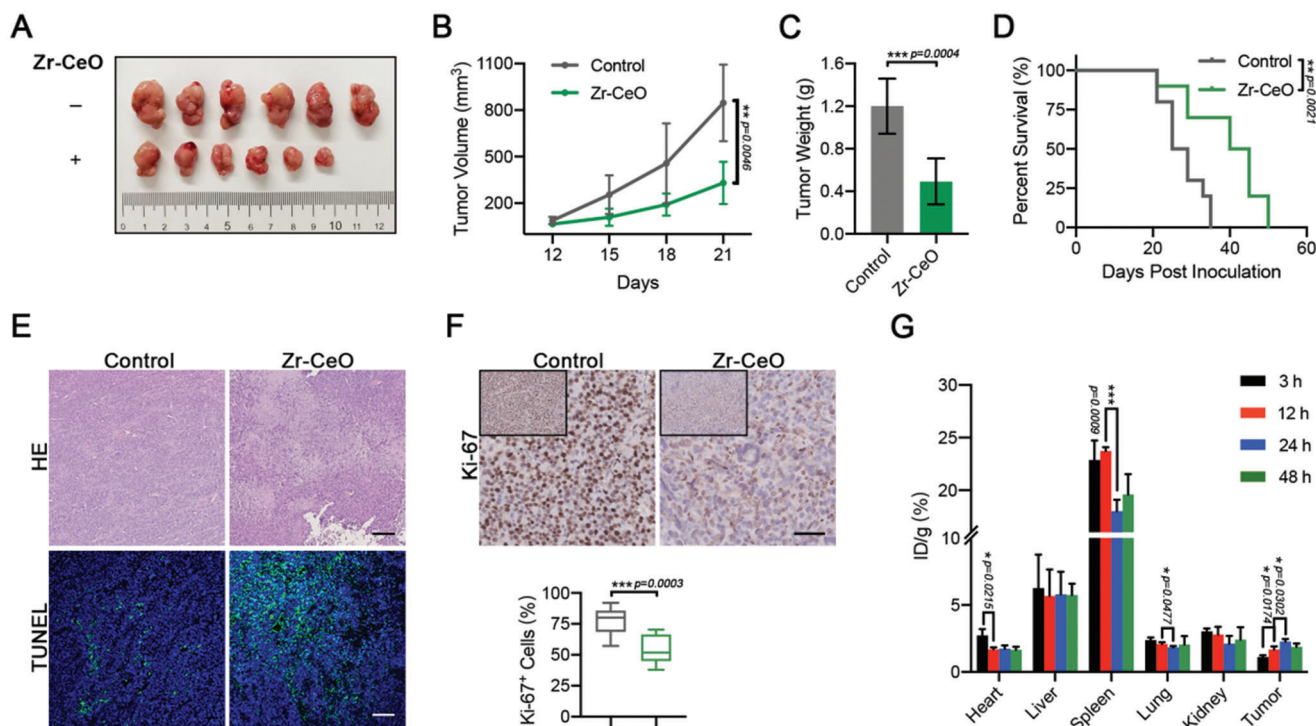 A
Zr-CeO
−
+
0 1 2 3 4 5 6 7 8 9 10 11 12
B
Tumor Volume (mm³)
1100
800
500
200
Control
Zr-CeO
** p=0.0046
12 15 18 21
Days
C
Tumor Weight (g)
1.6
1.2
0.8
0.4
0.0
*** p=0.0004
Control
Zr-CeO
D
Percent Survival (%)
100
75
50
25
0
Control
Zr-CeO
** p=0.0021
0 20 40 60
Days Post Inoculation
E
Control Zr-CeO
HE
TUNEL
F
Control Zr-CeO
Ki-67
Ki-67⁺ Cells (%)
100
75
50
25
0
*** p=0.0003
G
ID/g (%)
30
25
20
10
5
0
3 h
12 h
24 h
48 h
* p=0.0215
p=0.0009
***
* p=0.0477
* p=0.0174
* p=0.0302
Heart
Liver
Spleen
Lung
Kidney
Tumor